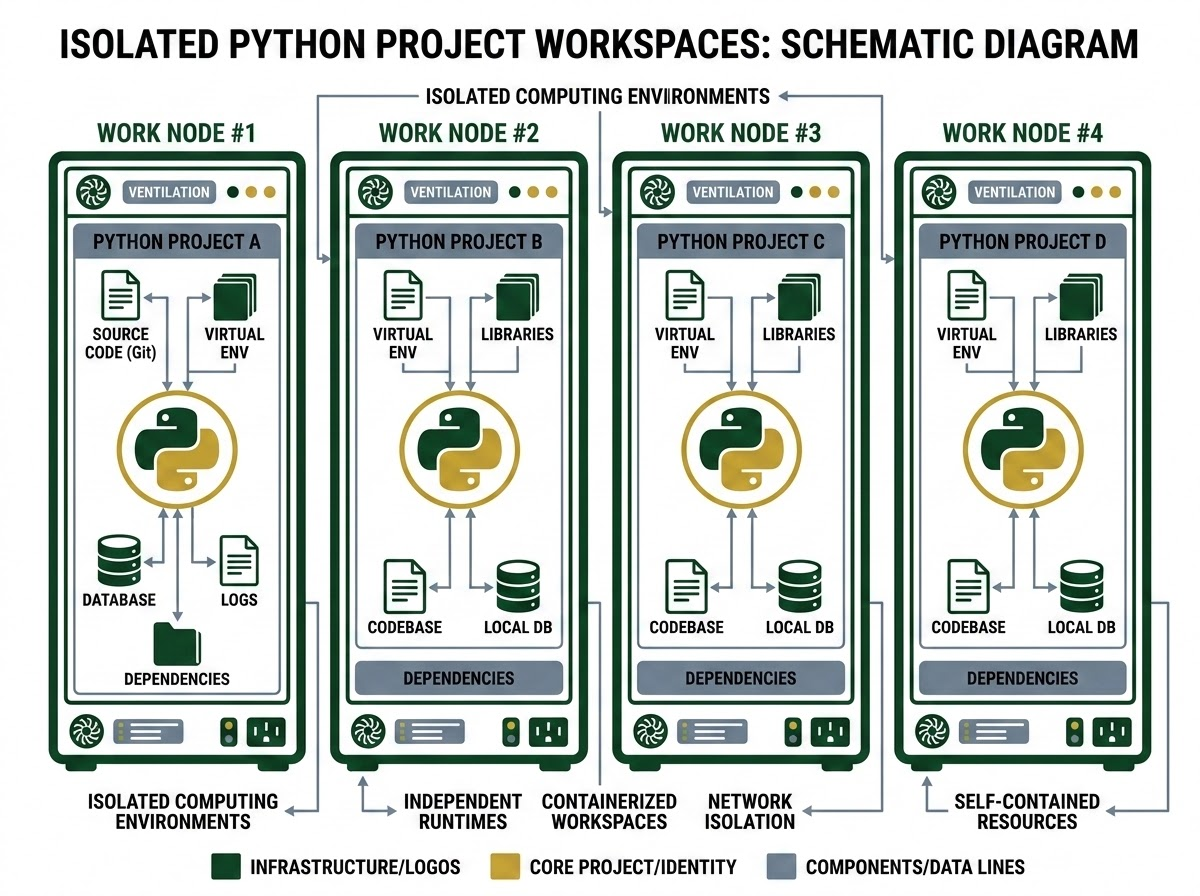 ISOLATED PYTHON PROJECT WORKSPACES: SCHEMATIC DIAGRAM
ISOLATED COMPUTING ENVIRONMENTS
WORK NODE #1
VENTILATION
PYTHON PROJECT A
SOURCE
CODE (Git)
VIRTUAL
ENV
DATABASE
LOGS
DEPENDENCIES
WORK NODE #2
VENTILATION
PYTHON PROJECT B
VIRTUAL
ENV
LIBRARIES
CODEBASE
LOCAL DB
DEPENDENCIES
WORK NODE #3
VENTILATION
PYTHON PROJECT C
VIRTUAL
ENV
LIBRARIES
CODEBASE
LOCAL DB
DEPENDENCIES
WORK NODE #4
VENTILATION
PYTHON PROJECT D
VIRTUAL
ENV
LIBRARIES
CODEBASE
LOCAL DB
DEPENDENCIES
ISOLATED COMPUTING
ENVIRONMENTS
INDEPENDENT
RUNTIMES
CONTAINERIZED
WORKSPACES
NETWORK
ISOLATION
SELF-CONTAINED
RESOURCES
INFRASTRUCTURE/LOGOS
CORE PROJECT/IDENTITY
COMPONENTS/DATA LINES